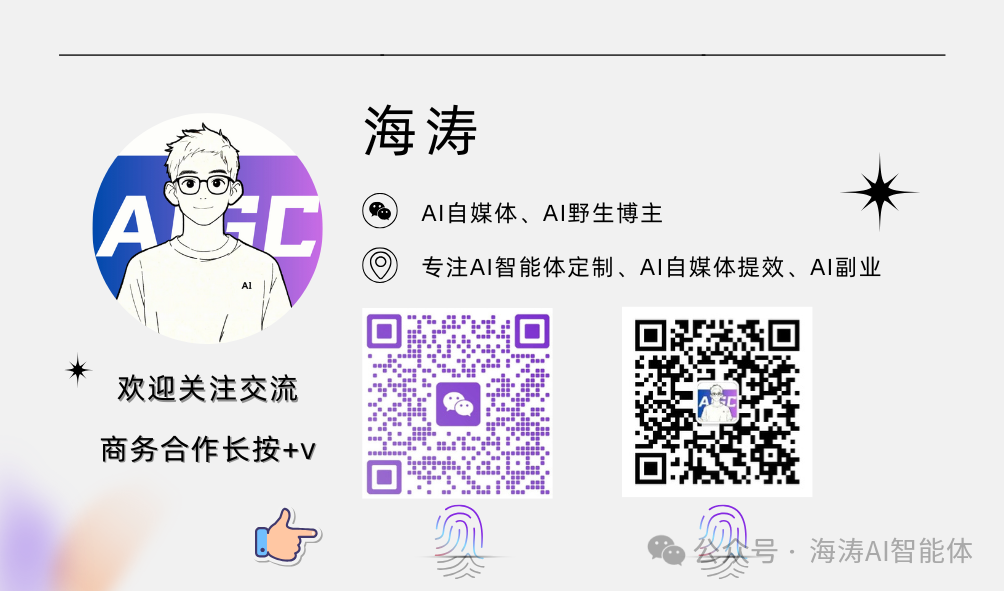 海涛
AI自媒体、AI野生博主
专注AI智能体定制、AI自媒体提效、AI副业
AIGC
AI
欢迎关注交流
商务合作长按+v
AIGC
公众号 · 海涛AI智能体